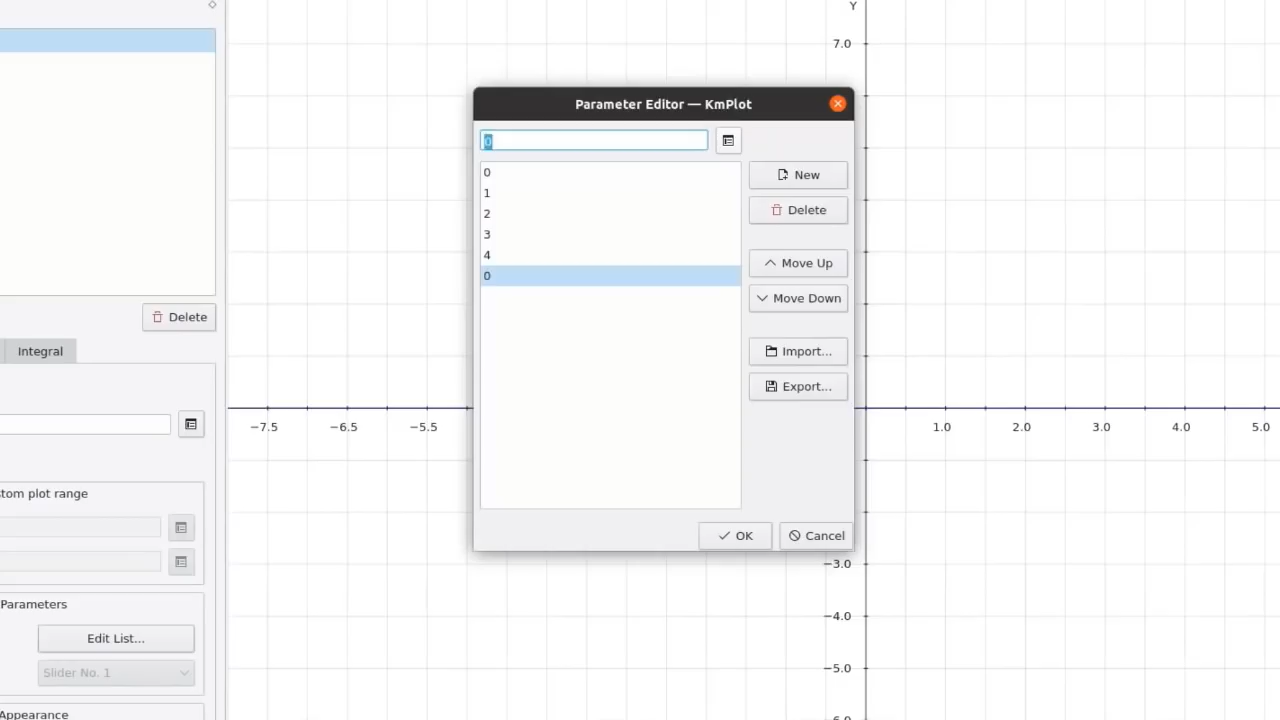 Y
7.0
Parameter Editor — KmPlot
0
0
1
2
3
4
0
New
Delete
Move Up
Move Down
Import...
Export...
OK
Cancel
Delete
Integral
−7.5
−6.5
−5.5
1.0
2.0
3.0
4.0
5.0
tom plot range
−3.0
−4.0
−5.0
Parameters
Edit List...
Slider No. 1
Appearance